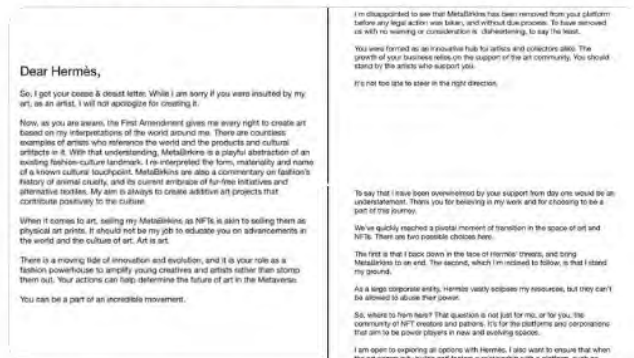 Dear Hermès,
So, I got your cease & desist letter. While I am sorry if you were insulted by my
art, as an artist, I will not apologize for creating it.
Now, as you are aware, the First Amendment gives me every right to create art
based on my interpretations of the world around me. There are countless
examples of artists who reference the world and the products and cultural
artifacts in it. With that understanding, MetaBirkins is a playful abstraction of an
existing fashion-culture landmark. I re-interpreted the form, materiality and name
of a known cultural touchpoint. MetaBirkins are also a commentary on fashion's
history of animal cruelty, and its current embrace of fur-free initiatives and
alternative textiles. My aim is always to create additive art projects that
contribute positively to the culture.
When it comes to art, selling my MetaBirkins as NFTs is akin to selling them as
physical art prints. It should not be my job to educate you on advancements in
the world and the culture of art. Art is art.
There is a moving tide of innovation and evolution, and it is your role as a
fashion powerhouse to amplify young creatives and artists rather than stomp
them out. Your actions can help determine the future of art in the Metaverse.
You can be a part of an incredible movement.
I'm disappointed to see that MetaBirkins has been removed from your platform
before any legal action was taken, and without due process. To have removed
us with no warning or consideration is disheartening, to say the least.
You were formed as an innovative hub for artists and collectors alike. The
growth of your business relies on the support of the art community. You should
stand by the artists who support you.
It's not too late to steer in the right direction.
To say that I have been overwhelmed by your support from day one would be an
understatement. Thank you for believing in my work and for choosing to be a
part of this journey.
We've quickly reached a pivotal moment of transition in the space of art and
NFTs. There are two possible choices here.
The first is that I back down in the face of Hermès' threats, and bring
MetaBirkins to an end. The second, which I'm inclined to follow, is that I stand
my ground.
As a large corporate entity, Hermès vastly eclipses my resources, but they can't
be allowed to abuse their power.
So, where to from here? That question is not just for me, or for you, the
community of NFT creators and patrons. It's for the platforms and corporations
that aim to be power players in new and evolving spaces.
I am open to exploring all options with Hermès. I also want to ensure that when